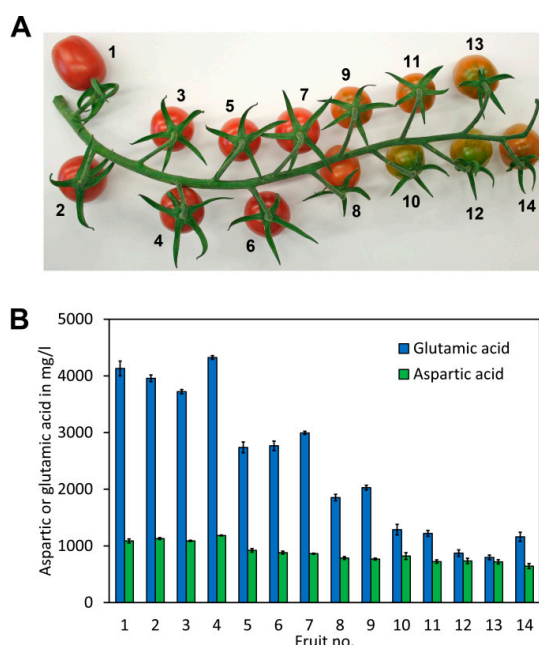 A
1
3
5
7
9
11
13
2
4
6
8
10
12
14
B
Aspartic or glutamic acid in mg/l
5000
4000
3000
2000
1000
0
Glutamic acid
Aspartic acid
1 2 3 4 5 6 7 8 9 10 11 12 13 14
Fruit no.